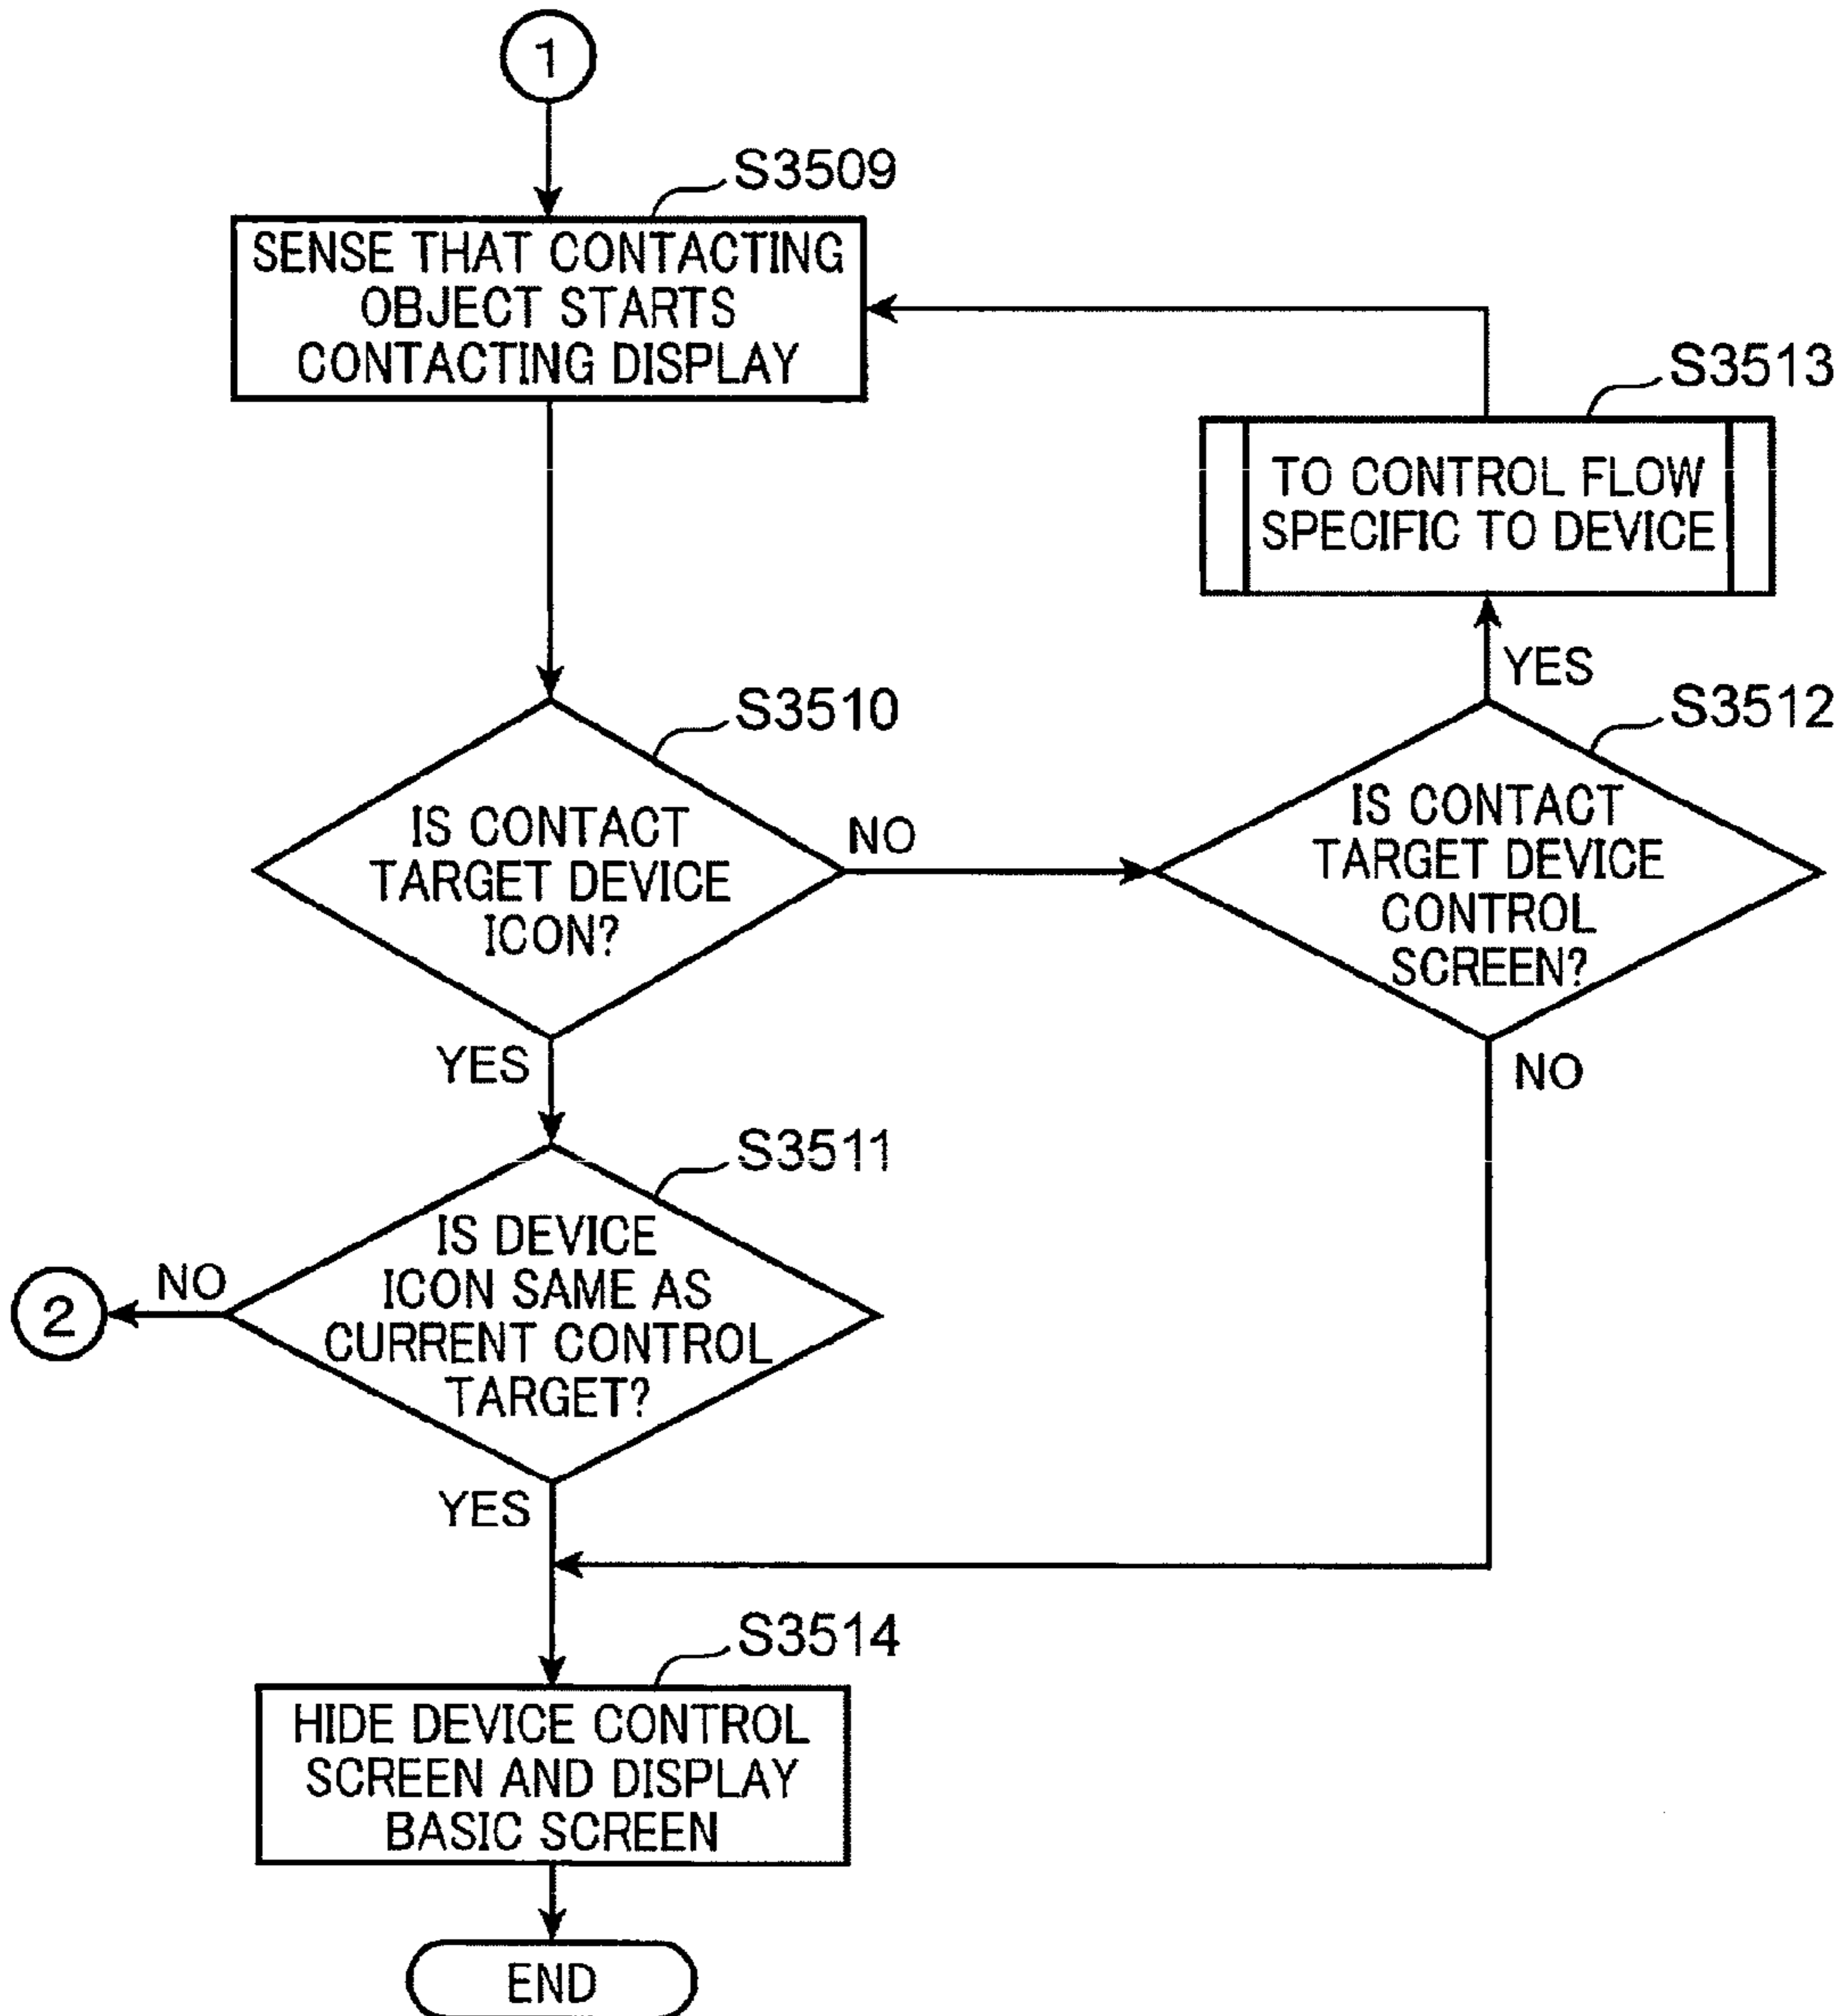 1
S3509
SENSE THAT CONTACTING
OBJECT STARTS
CONTACTING DISPLAY
S3513
TO CONTROL FLOW
SPECIFIC TO DEVICE
YES
S3510
S3512
IS CONTACT
TARGET DEVICE
ICON?
NO
IS CONTACT
TARGET DEVICE
CONTROL
SCREEN?
YES
NO
S3511
IS DEVICE
ICON SAME AS
CURRENT CONTROL
TARGET?
NO
2
YES
S3514
HIDE DEVICE CONTROL
SCREEN AND DISPLAY
BASIC SCREEN
END